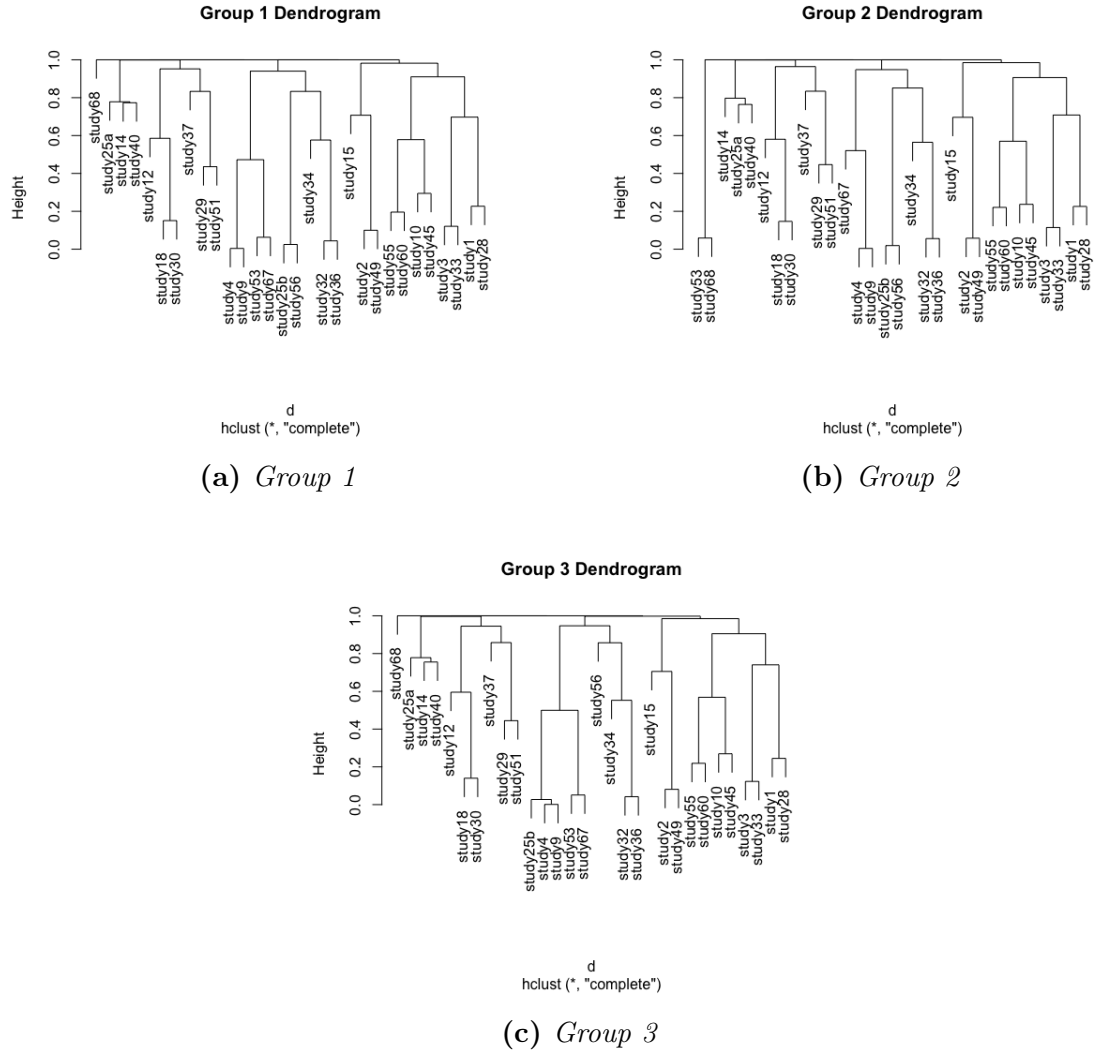 Group 1 Dendrogram
Height
0.0 0.2 0.4 0.6 0.8 1.0
study68
study25a
study14
study40
study12
study18
study30
study37
study29
study51
study4
study9
study53
study67
study25b
study56
study34
study32
study36
study15
study2
study49
study55
study60
study10
study45
study3
study33
study1
study28
d
hclust (*, "complete")
(a) Group 1
Group 2 Dendrogram
Height
0.0 0.2 0.4 0.6 0.8 1.0
study53
study68
study14
study25a
study40
study12
study18
study30
study37
study29
study51
study67
study4
study9
study25b
study56
study34
study32
study36
study15
study2
study49
study55
study60
study10
study45
study3
study33
study1
study28
d
hclust (*, "complete")
(b) Group 2
Group 3 Dendrogram
Height
0.0 0.2 0.4 0.6 0.8 1.0
study68
study25a
study14
study40
study12
study18
study30
study37
study29
study51
study25b
study4
study9
study53
study67
study56
study34
study32
study36
study15
study2
study49
study55
study60
study10
study45
study3
study33
study1
study28
d
hclust (*, "complete")
(c) Group 3